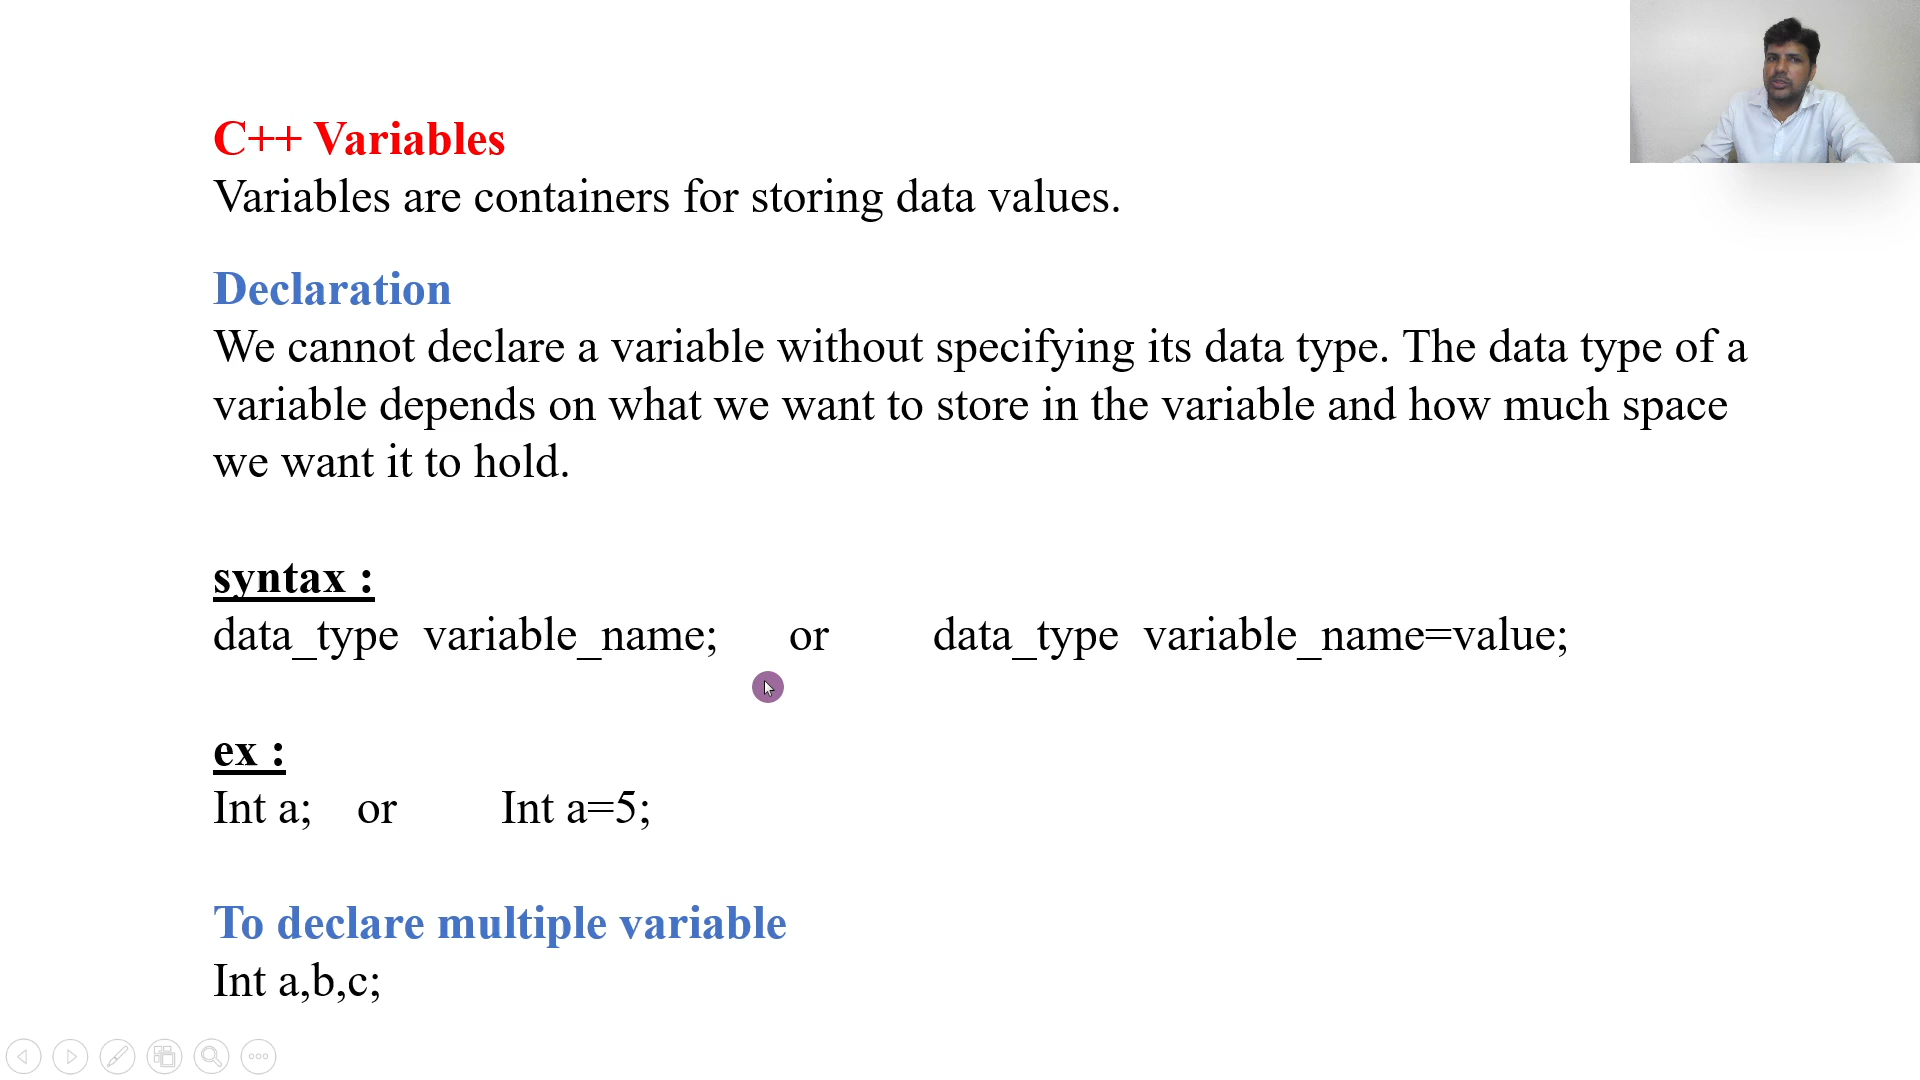 C++ Variables
Variables are containers for storing data values.
Declaration
We cannot declare a variable without specifying its data type. The data type of a
variable depends on what we want to store in the variable and how much space
we want it to hold.
syntax :
data_type variable_name; or data_type variable_name=value;
ex :
Int a; or Int a=5;
To declare multiple variable
Int a,b,c;